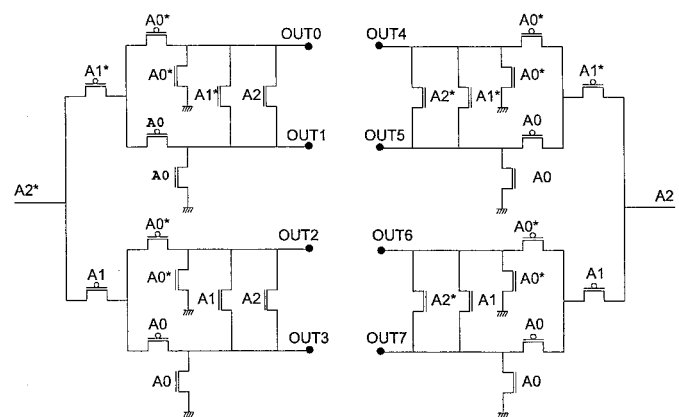 A0* OUT0 OUT4 A0*
A1* A0* A1* A2 A2* A1* A0* A1*
A0 OUT1 OUT5 A0
A0 A0
A2* A2
A0* OUT2 OUT6 A0*
A1 A0* A1 A2 A2* A1 A0* A1
A0 OUT3 OUT7 A0
A0 A0